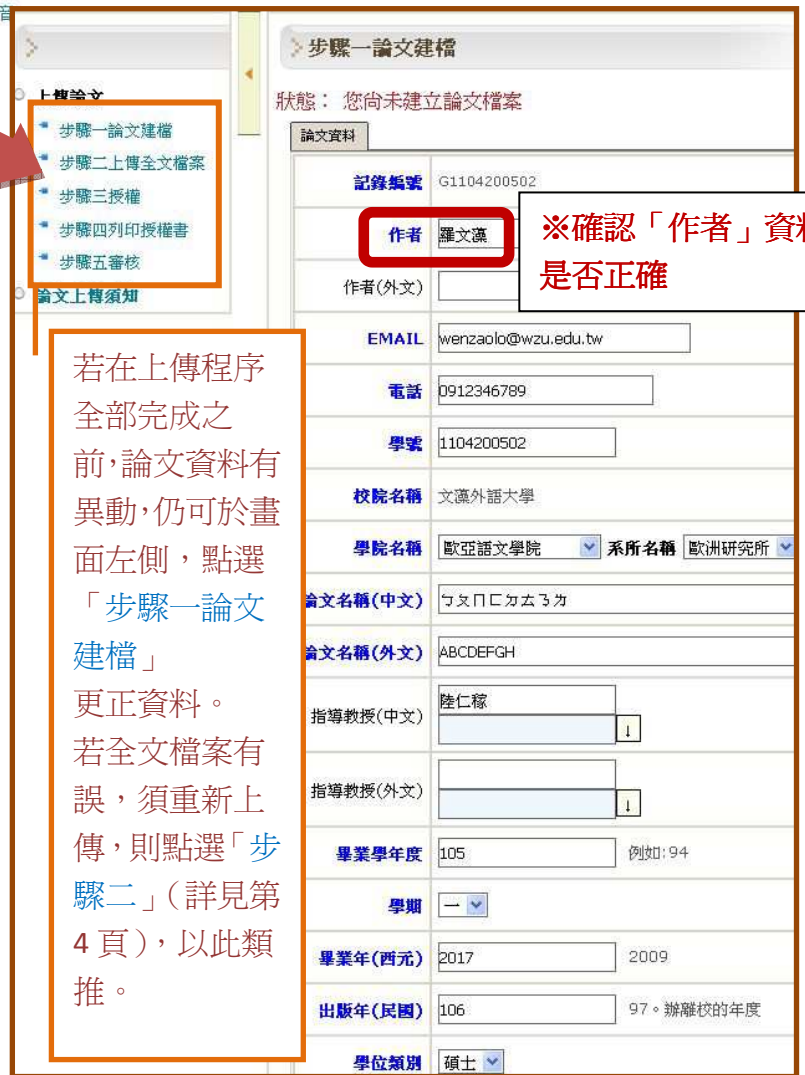 音
步驟一論文建檔
上傳論文
步驟一論文建檔
步驟二上傳全文檔案
步驟三授權
步驟四列印授權書
步驟五審核
論文上傳須知
若在上傳程序
全部完成之
前,論文資料有
異動,仍可於畫
面左側,點選
「步驟一論文
建檔」
更正資料。
若全文檔案有
誤,須重新上
傳,則點選「步
驟二」(詳見第
4 頁),以此類
推。
狀態: 您尚未建立論文檔案
論文資料
記錄編號 G1104200502
作者 羅文藻
※確認「作者」資料
是否正確
作者(外文)
EMAIL wenzaolo@wzu.edu.tw
電話 0912346789
學號 1104200502
校院名稱 文藻外語大學
學院名稱 歐亞語文學院 系所名稱 歐洲研究所
論文名稱(中文) ㄅㄆㄇㄈㄉㄊㄋㄌ
論文名稱(外文) ABCDEFGH
指導教授(中文) 陸仁稼
↓
指導教授(外文)
↓
畢業學年度 105 例如:94
學期 一
畢業年(西元) 2017 2009
出版年(民國) 106 97。辦離校的年度
學位類別 碩士